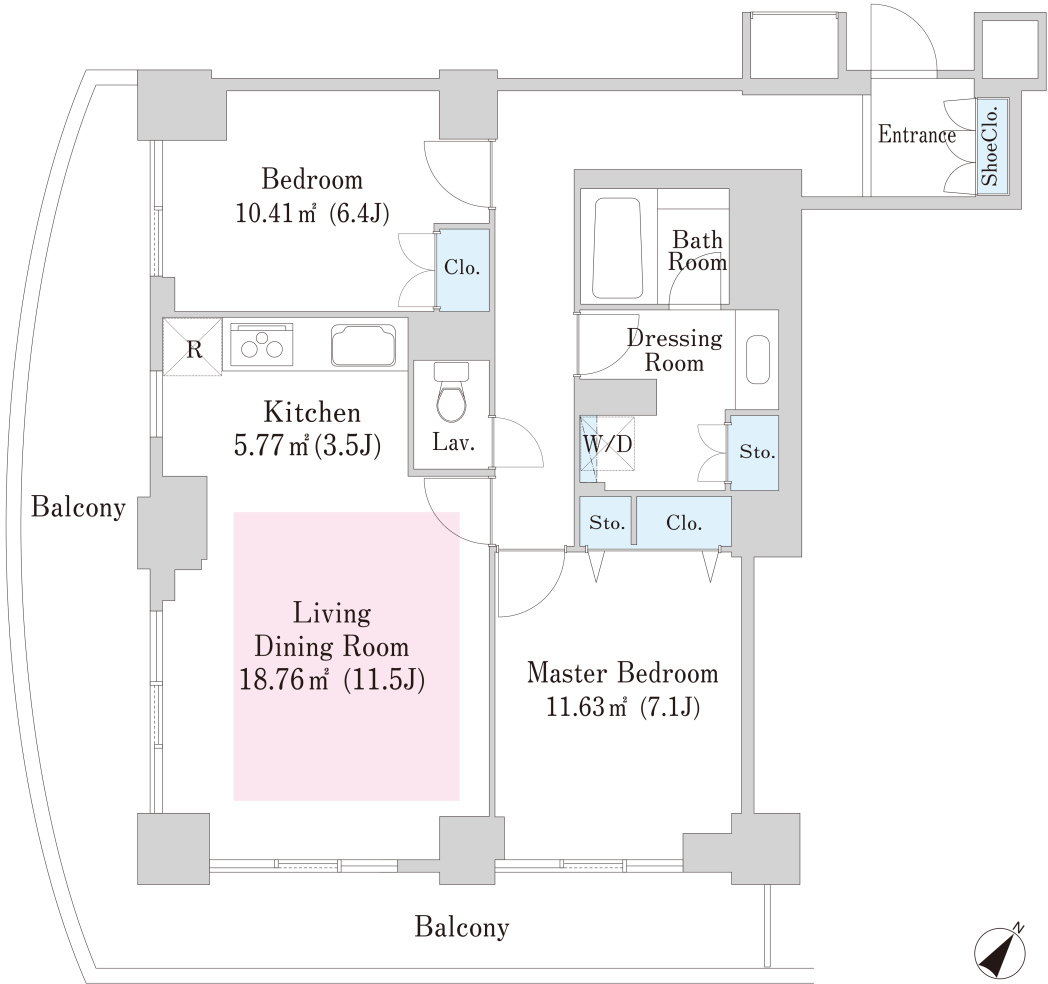 Entrance
ShoeClo.
Bedroom
10.41㎡ (6.4J)
Clo.
Bath
Room
R
Dressing
Room
Kitchen
5.77㎡(3.5J)
Lav.
W/D
Sto.
Balcony
Sto.
Clo.
Living
Dining Room
18.76㎡ (11.5J)
Master Bedroom
11.63㎡ (7.1J)
Balcony
N